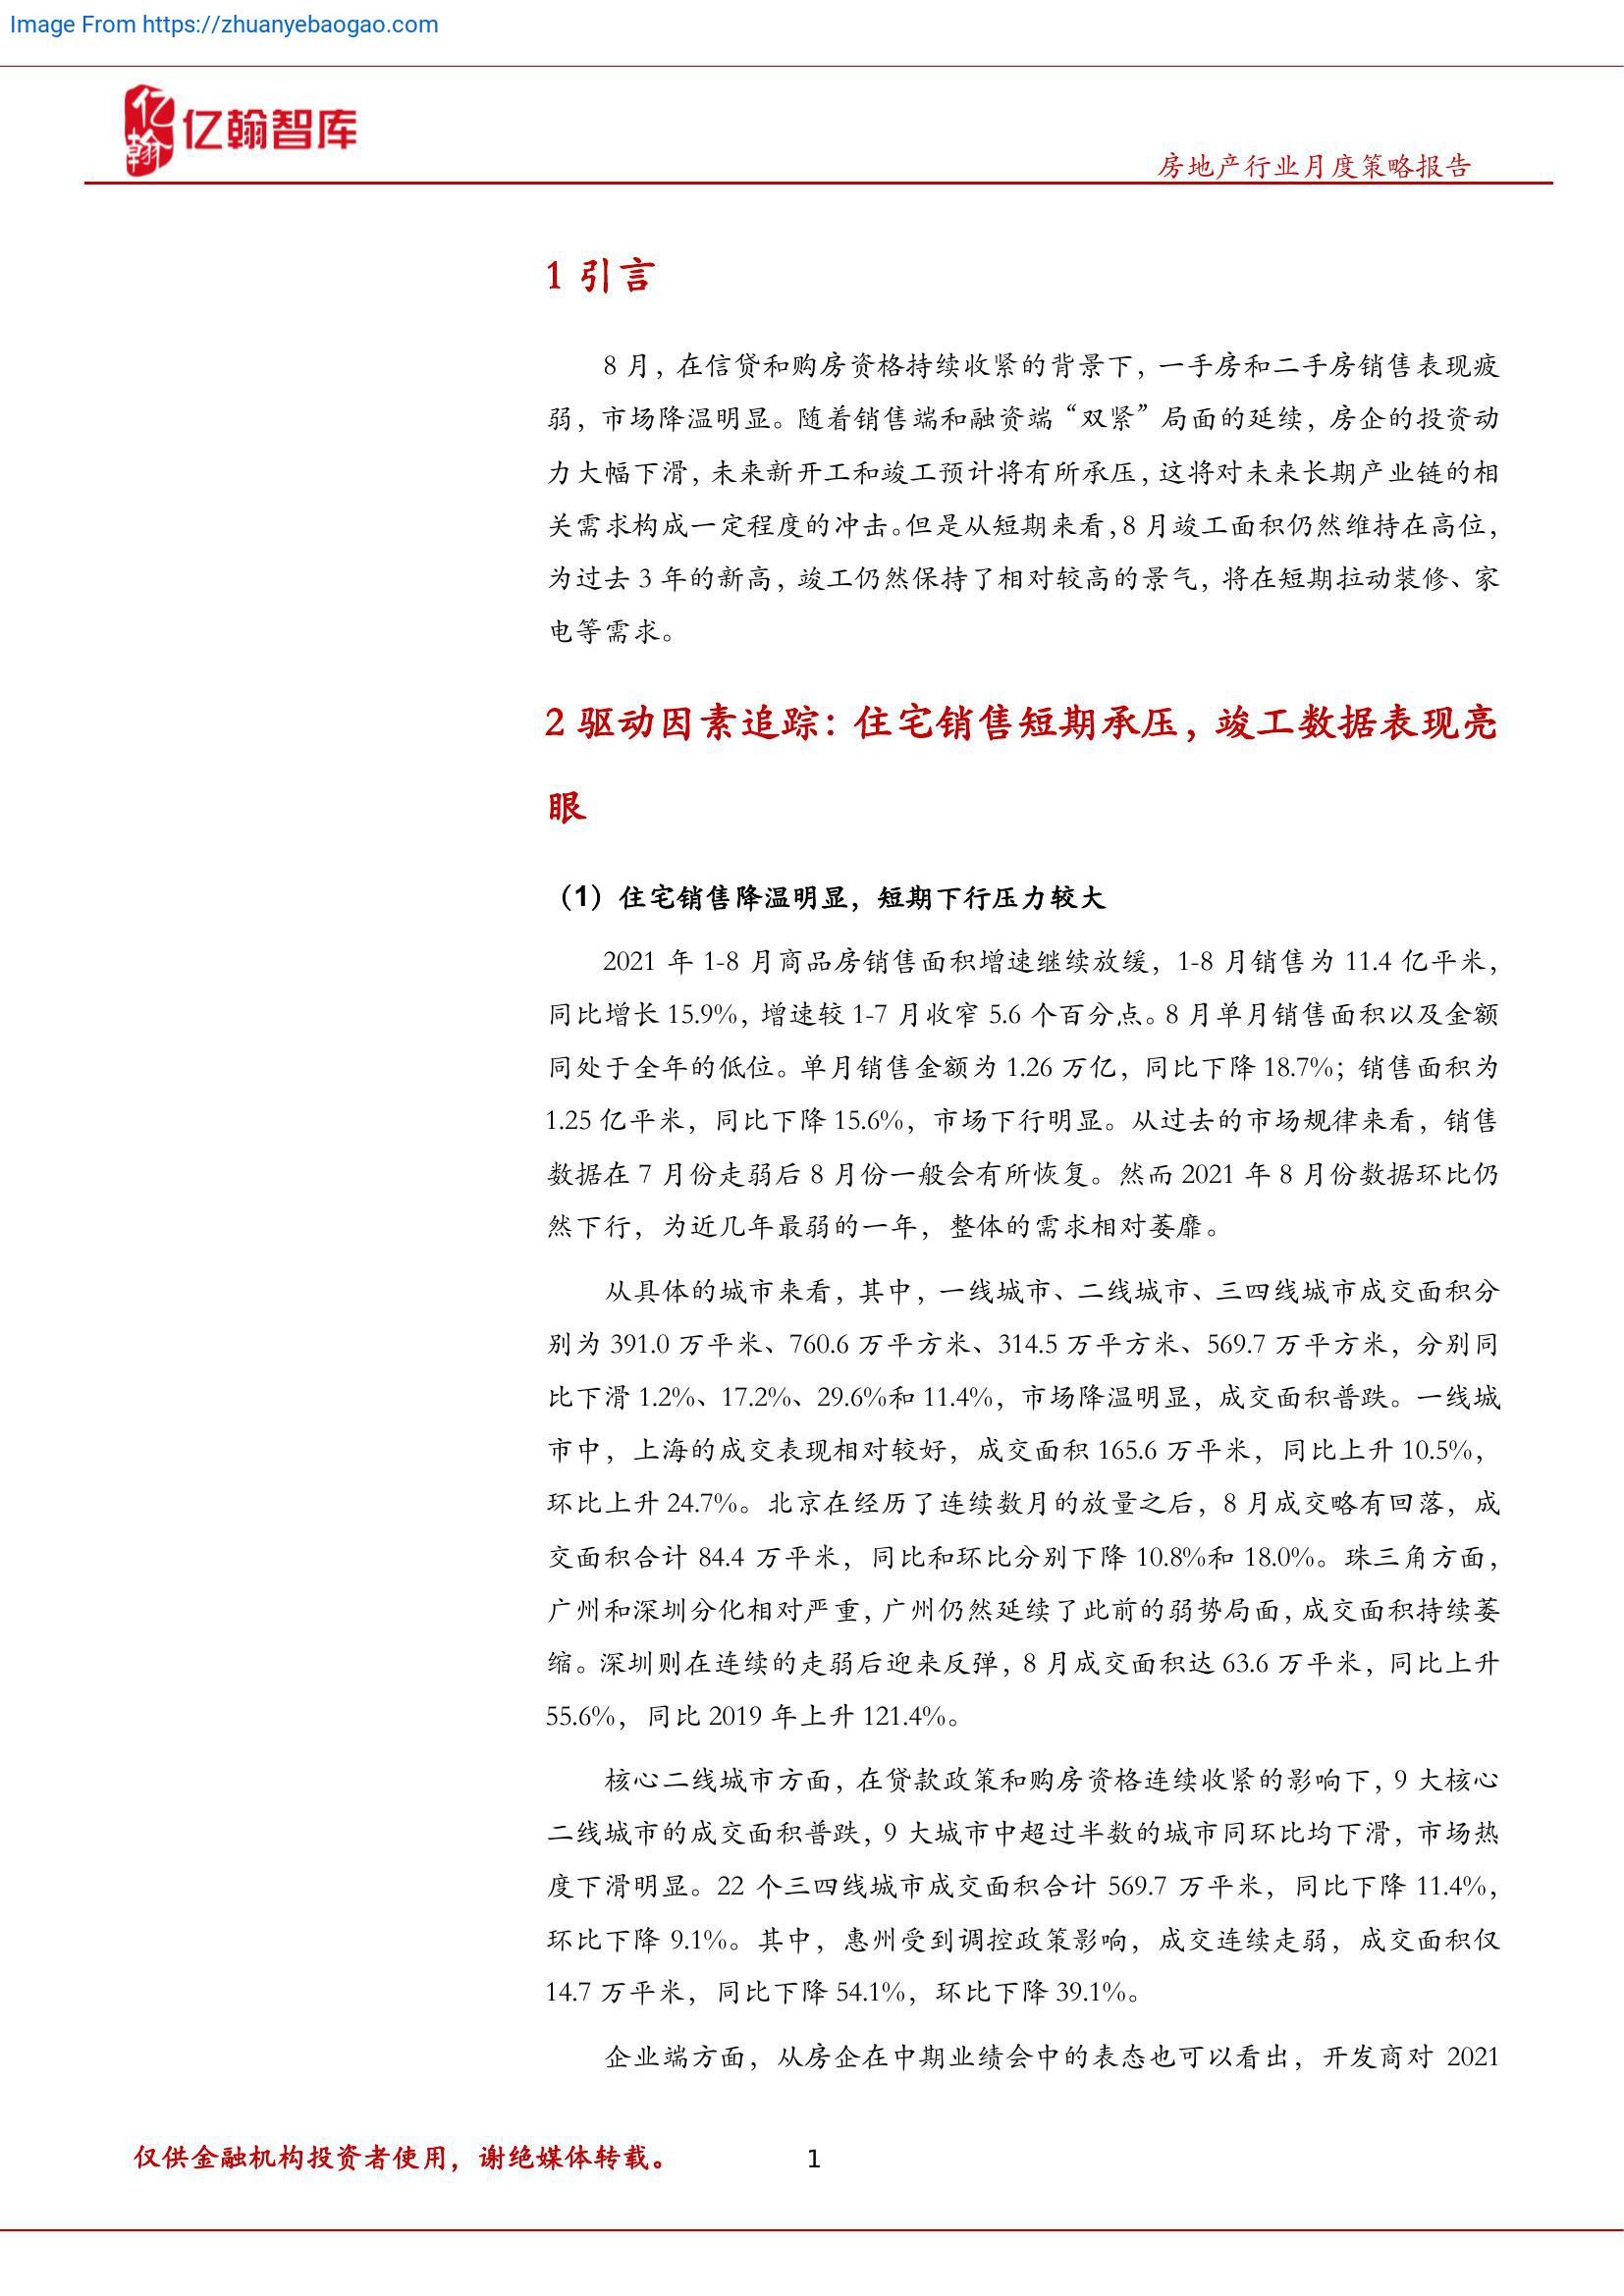 Image From https://zhuanyebaogao.com
亿翰
亿翰智库
房地产行业月度策略报告
1 引言
8 月，在信贷和购房资格持续收紧的背景下，一手房和二手房销售表现疲
弱，市场降温明显。随着销售端和融资端“双紧”局面的延续，房企的投资动
力大幅下滑，未来新开工和竣工预计将有所承压，这将对未来长期产业链的相
关需求构成一定程度的冲击。但是从短期来看，8 月竣工面积仍然维持在高位，
为过去 3 年的新高，竣工仍然保持了相对较高的景气，将在短期拉动装修、家
电等需求。
2 驱动因素追踪：住宅销售短期承压，竣工数据表现亮
眼
（1）住宅销售降温明显，短期下行压力较大
2021 年 1-8 月商品房销售面积增速继续放缓，1-8 月销售为 11.4 亿平米，
同比增长 15.9%，增速较 1-7 月收窄 5.6 个百分点。8 月单月销售面积以及金额
同处于全年的低位。单月销售金额为 1.26 万亿，同比下降 18.7%；销售面积为
1.25 亿平米，同比下降 15.6%，市场下行明显。从过去的市场规律来看，销售
数据在 7 月份走弱后 8 月份一般会有所恢复。然而 2021 年 8 月份数据环比仍
然下行，为近几年最弱的一年，整体的需求相对萎靡。
从具体的城市来看，其中，一线城市、二线城市、三四线城市成交面积分
别为 391.0 万平米、760.6 万平方米、314.5 万平方米、569.7 万平方米，分别同
比下滑 1.2%、17.2%、29.6%和 11.4%，市场降温明显，成交面积普跌。一线城
市中，上海的成交表现相对较好，成交面积 165.6 万平米，同比上升 10.5%，
环比上升 24.7%。北京在经历了连续数月的放量之后，8 月成交略有回落，成
交面积合计 84.4 万平米，同比和环比分别下降 10.8%和 18.0%。珠三角方面，
广州和深圳分化相对严重，广州仍然延续了此前的弱势局面，成交面积持续萎
缩。深圳则在连续的走弱后迎来反弹，8 月成交面积达 63.6 万平米，同比上升
55.6%，同比 2019 年上升 121.4%。
核心二线城市方面，在贷款政策和购房资格连续收紧的影响下，9 大核心
二线城市的成交面积普跌，9 大城市中超过半数的城市同环比均下滑，市场热
度下滑明显。22 个三四线城市成交面积合计 569.7 万平米，同比下降 11.4%，
环比下降 9.1%。其中，惠州受到调控政策影响，成交连续走弱，成交面积仅
14.7 万平米，同比下降 54.1%，环比下降 39.1%。
企业端方面，从房企在中期业绩会中的表态也可以看出，开发商对 2021
仅供金融机构投资者使用，谢绝媒体转载。
1